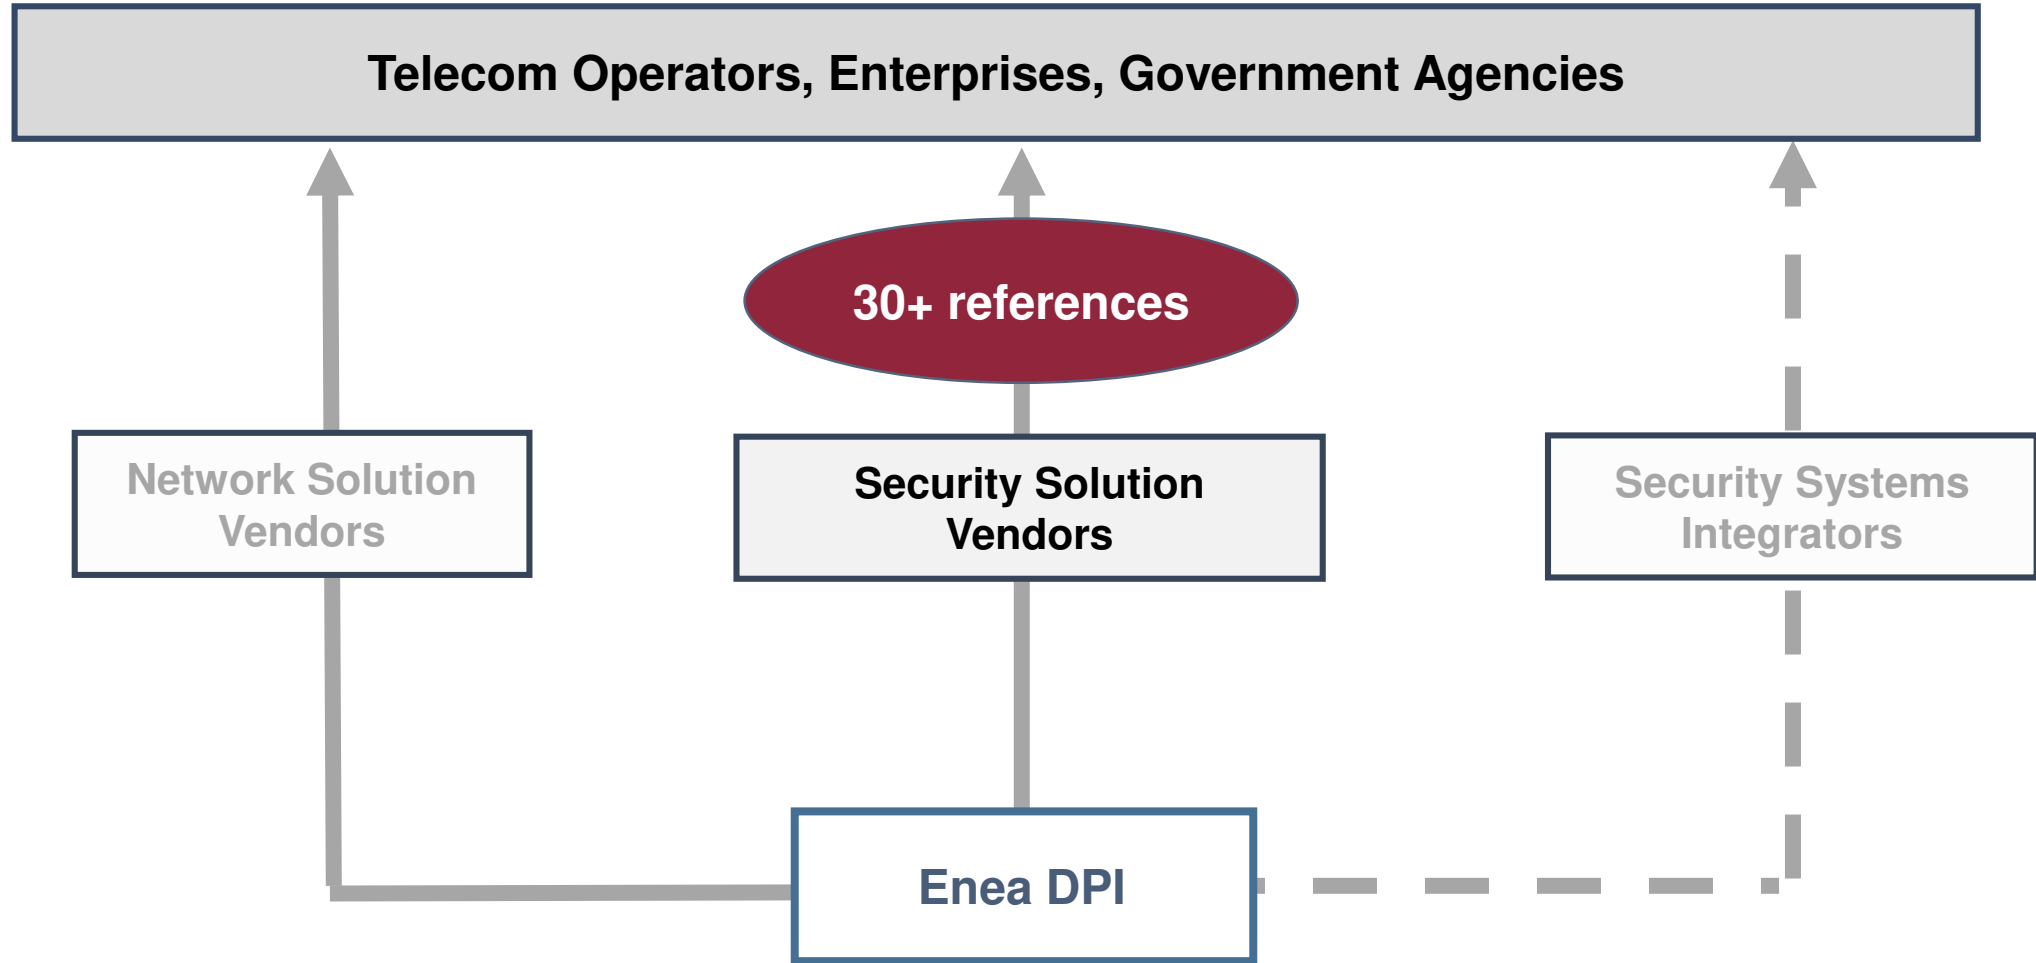 Telecom Operators, Enterprises, Government Agencies
30+ references
Network Solution
Vendors
Security Solution
Vendors
Security Systems
Integrators
Enea DPI